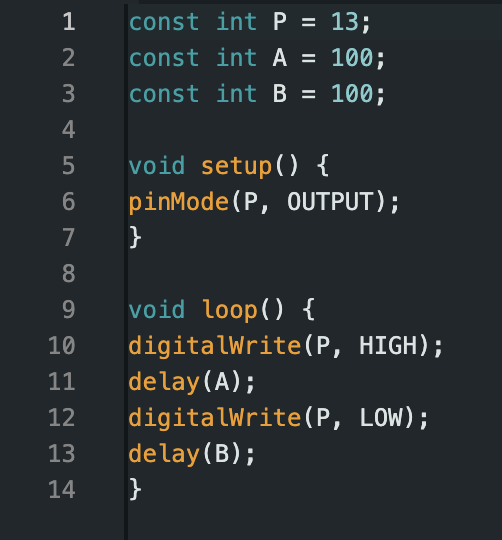 1 const int P = 13;
2 const int A = 100;
3 const int B = 100;
4
5 void setup() {
6 pinMode(P, OUTPUT);
7 }
8
9 void loop() {
10 digitalWrite(P, HIGH);
11 delay(A);
12 digitalWrite(P, LOW);
13 delay(B);
14 }